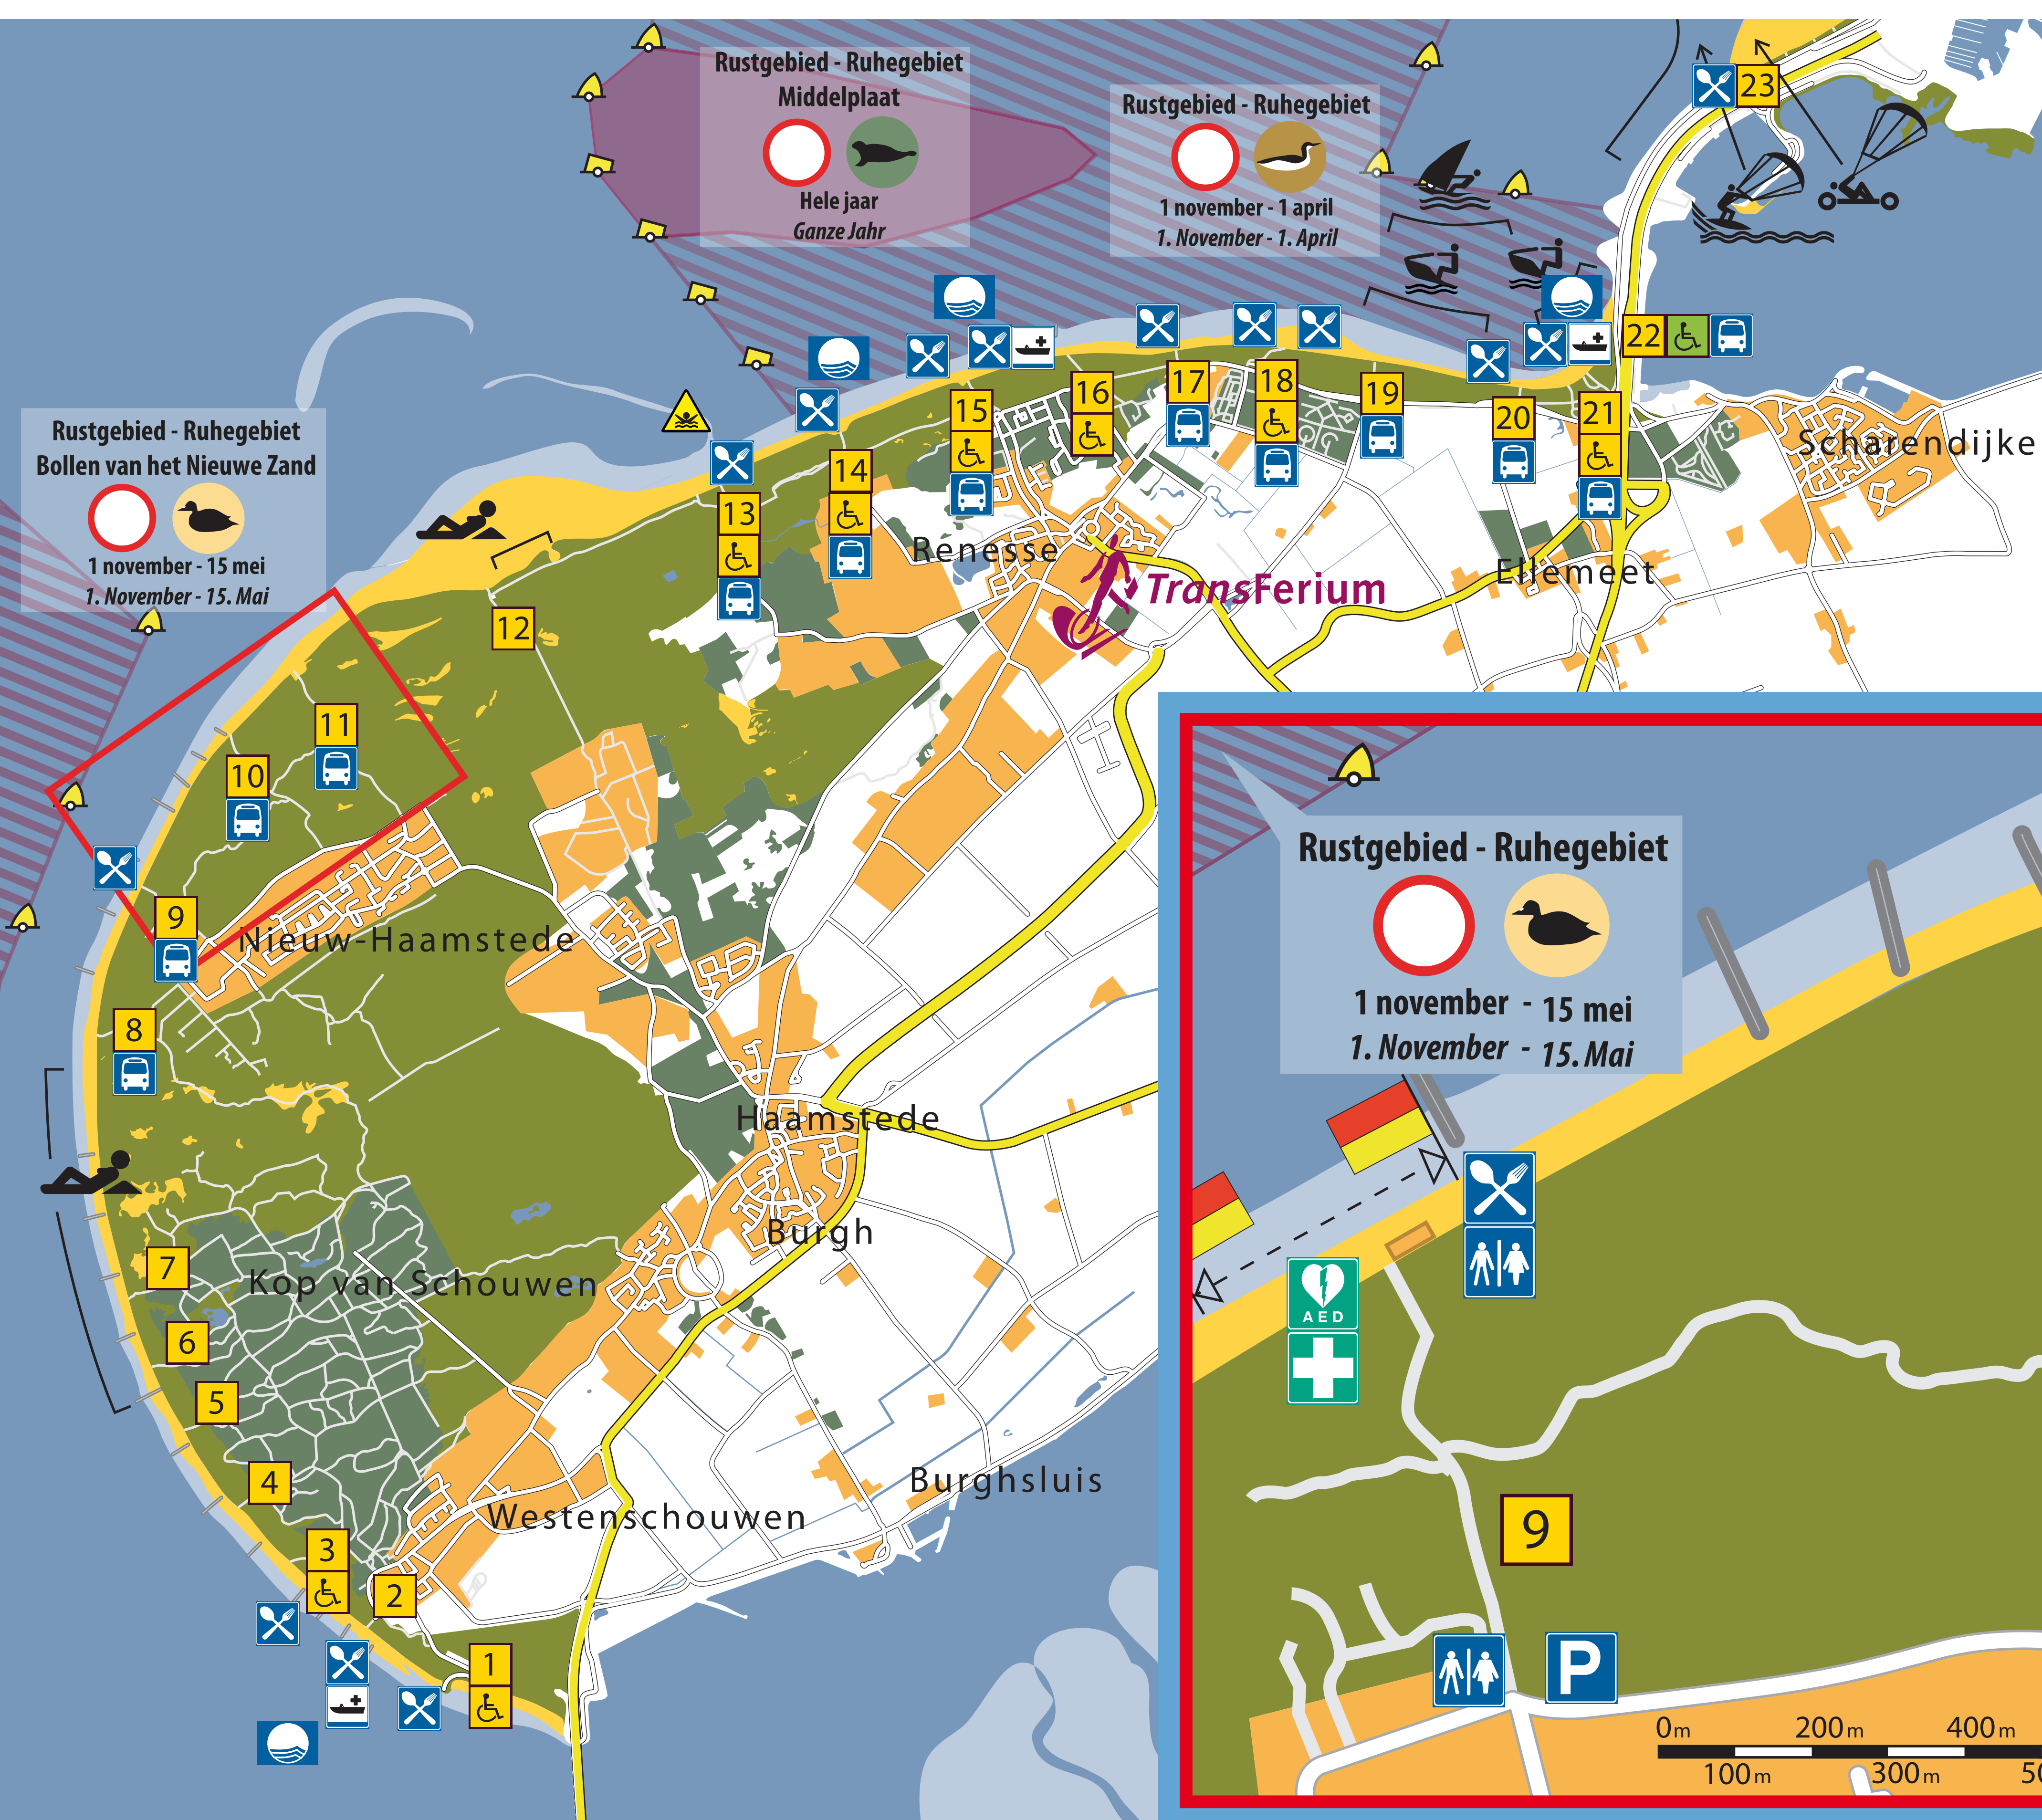 Rustgebied - Ruhegebiet
Middelplaat
Hele jaar
Ganze Jahr
Rustgebied - Ruhegebiet
1 november - 1 april
1. November - 1. April
23
22
Rustgebied - Ruhegebiet
Bollen van het Nieuwe Zand
1 november - 15 mei
1. November - 15. Mai
13
14
15
16
17
18
19
20
21
Scharendijke
Renesse
TransFerium
Ellemeet
12
11
10
9
Nieuw-Haamstede
8
Haamstede
Burgh
7
Kop van Schouwen
6
5
4
Burghsluis
Westenschouwen
3
2
1
Rustgebied - Ruhegebiet
1 november - 15 mei
1. November - 15. Mai
AED
9
P
0m 200m 400m
100m 300m